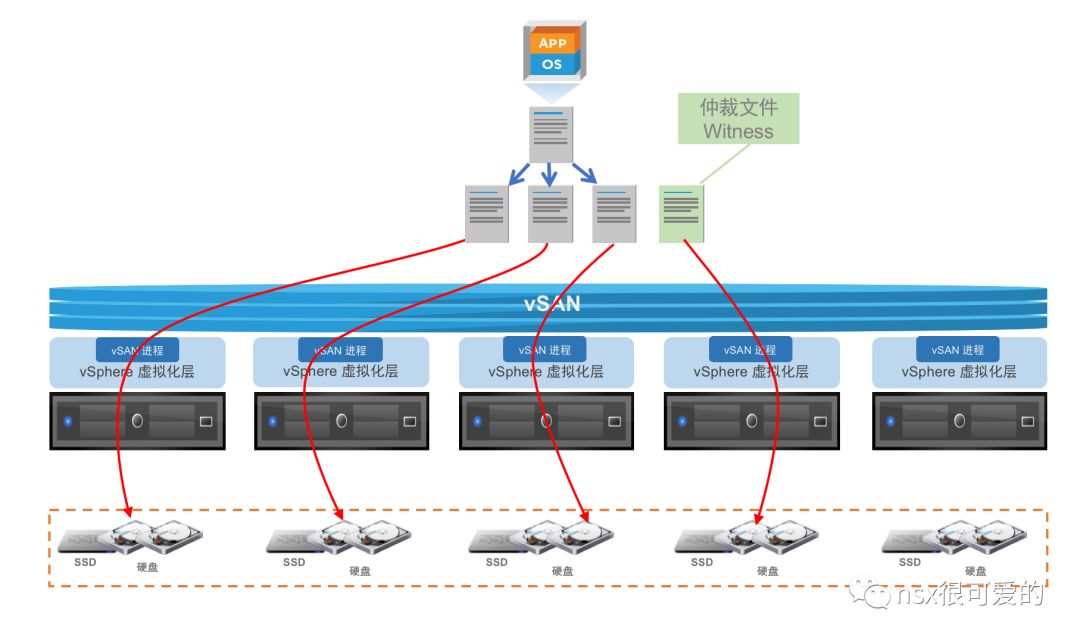 APP
OS
仲裁文件
Witness
vSAN
vSAN 进程
vSphere 虚拟化层
vSAN 进程
vSphere 虚拟化层
vSAN 进程
vSphere 虚拟化层
vSAN 进程
vSphere 虚拟化层
vSAN 进程
vSphere 虚拟化层
SSD
硬盘
SSD
硬盘
SSD
硬盘
SSD
硬盘
SSD
硬盘
nsx很可爱的